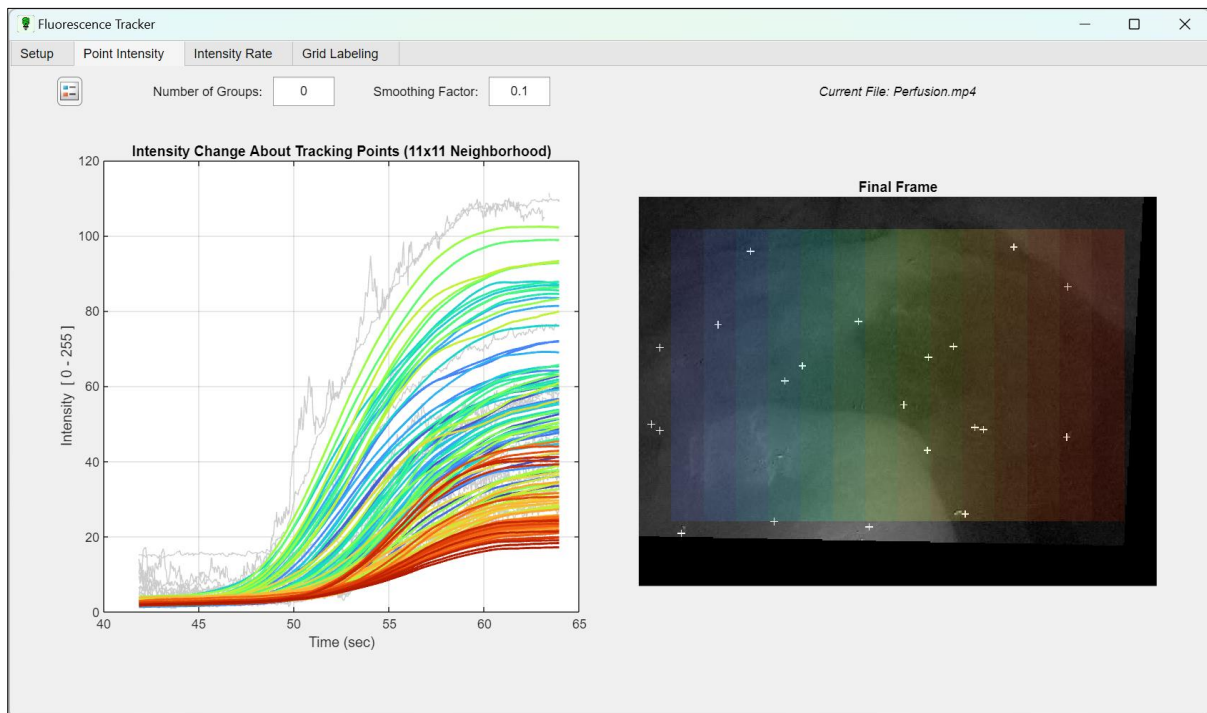 Fluorescence Tracker
Setup Point Intensity Intensity Rate Grid Labeling
Number of Groups: 0 Smoothing Factor: 0.1 Current File: Perfusion.mp4
Intensity Change About Tracking Points (11x11 Neighborhood)
120
100
80
60
40
20
0
Intensity [ 0 - 255 ]
40 45 50 55 60 65
Time (sec)
Final Frame